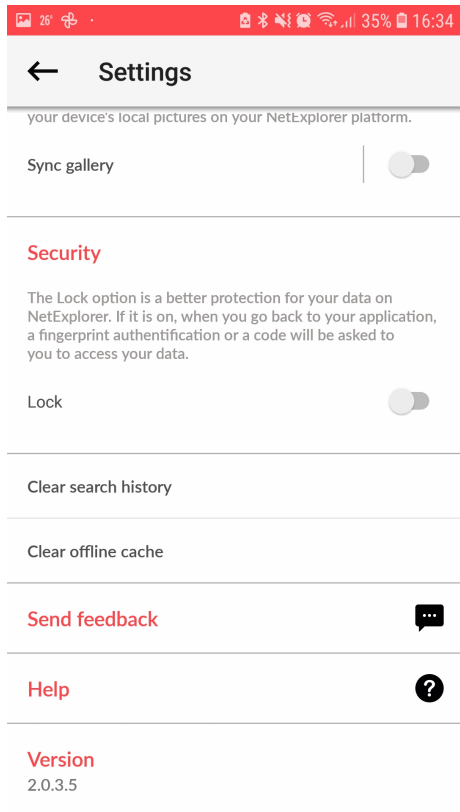 26°
35% 16:34
Settings
your device's local pictures on your NetExplorer platform.
Sync gallery
Security
The Lock option is a better protection for your data on
NetExplorer. If it is on, when you go back to your application,
a fingerprint authentification or a code will be asked to
you to access your data.
Lock
Clear search history
Clear offline cache
Send feedback
Help
Version
2.0.3.5